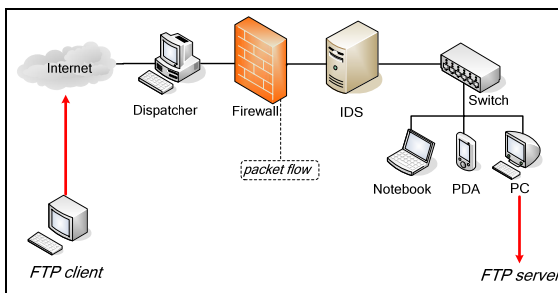 Internet
Dispatcher
Firewall
IDS
Switch
packet flow
Notebook
PDA
PC
FTP client
FTP server